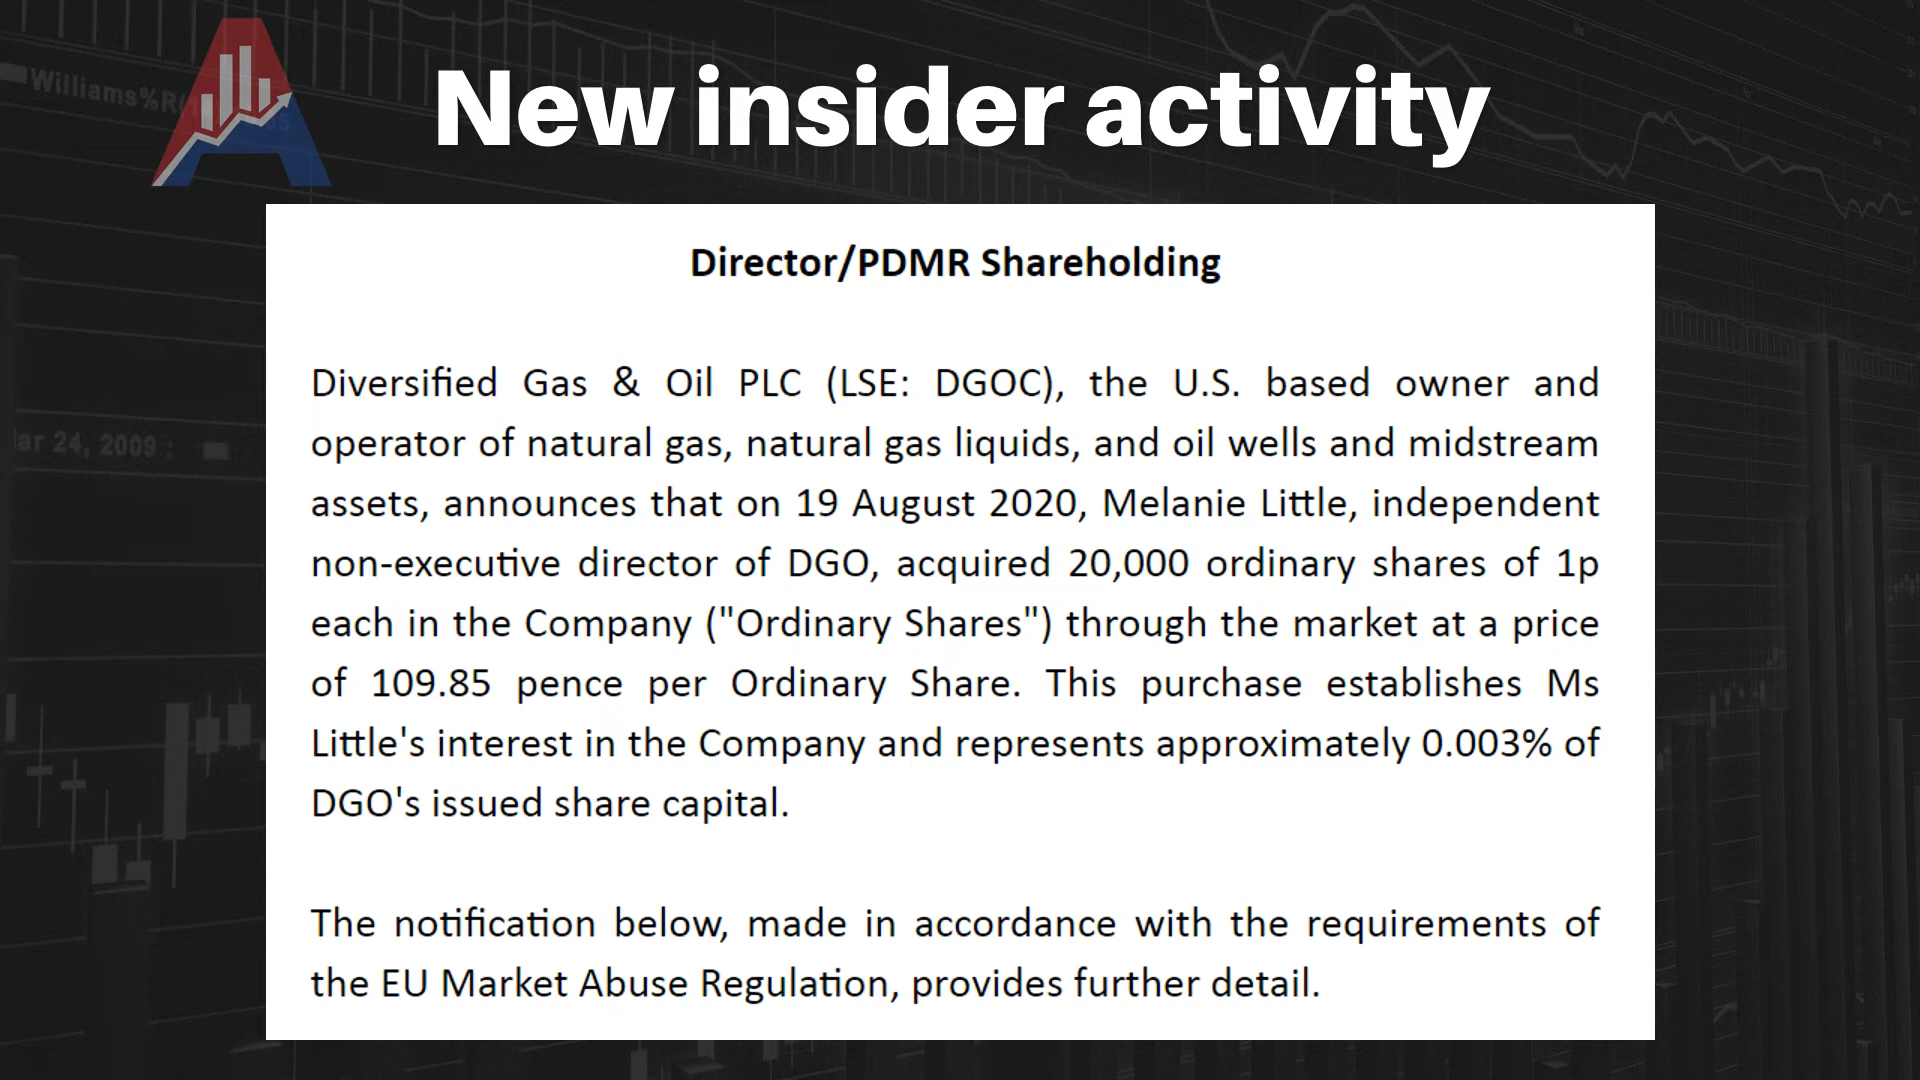 New insider activity
Williams%R(
ar 24, 2009 :
Director/PDMR Shareholding
Diversified Gas & Oil PLC (LSE: DGOC), the U.S. based owner and
operator of natural gas, natural gas liquids, and oil wells and midstream
assets, announces that on 19 August 2020, Melanie Little, independent
non-executive director of DGO, acquired 20,000 ordinary shares of 1p
each in the Company ("Ordinary Shares") through the market at a price
of 109.85 pence per Ordinary Share. This purchase establishes Ms
Little's interest in the Company and represents approximately 0.003% of
DGO's issued share capital.
The notification below, made in accordance with the requirements of
the EU Market Abuse Regulation, provides further detail.